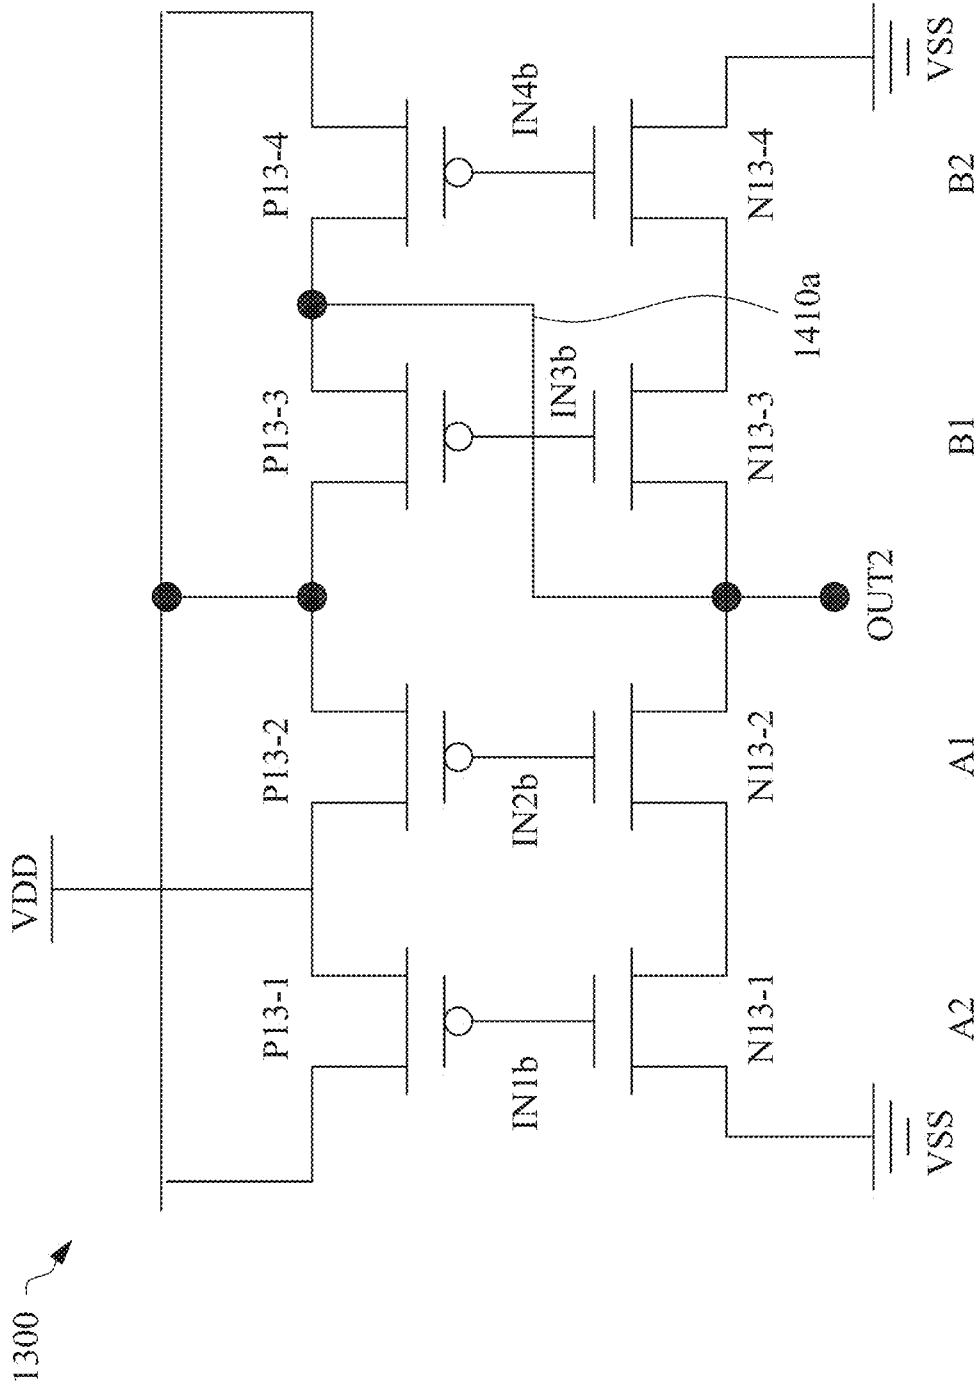 1300
VDD
P13-1
P13-2
P13-3
P13-4
IN1b
IN2b
IN3b
IN4b
N13-1
N13-2
N13-3
N13-4
1410a
OUT2
VSS
VSS
A2
A1
B1
B2